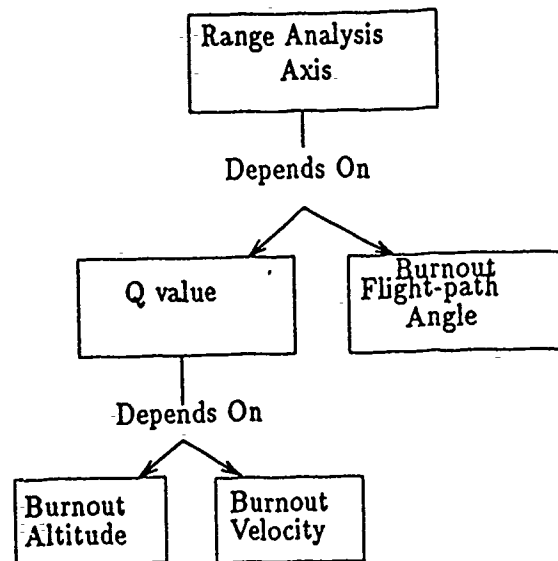 Range Analysis
Axis
Depends On
Q value
Burnout
Flight-path
Angle
Depends On
Burnout
Altitude
Burnout
Velocity